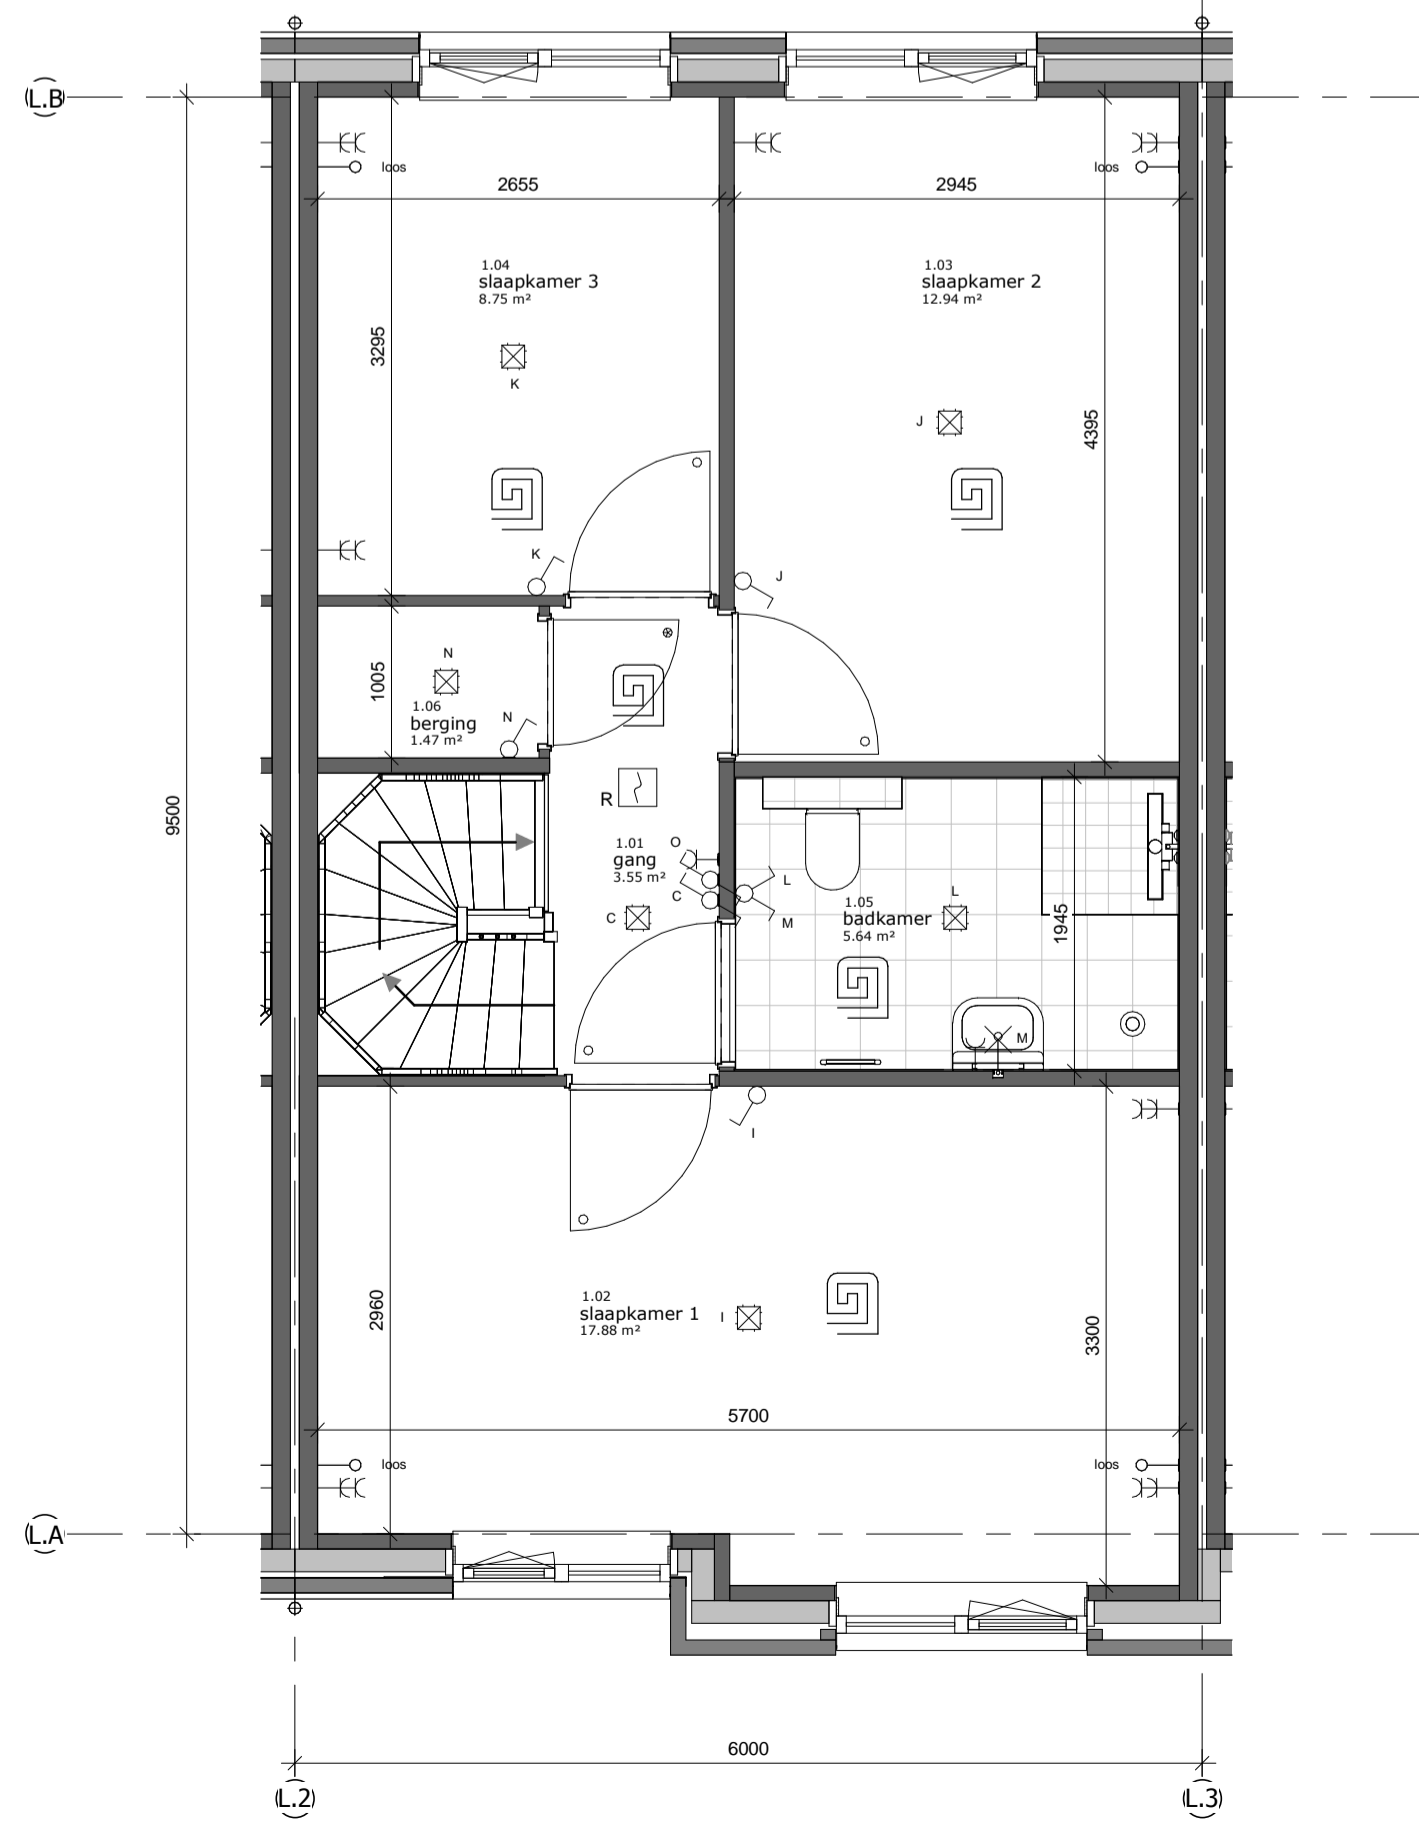 L.B
loos
loos
2655
2945
1.04
slaapkamer 3
8.75 m²
1.03
slaapkamer 2
12.94 m²
3295
K
J
4395
K
J
N
1005
1.06
berging
1.47 m²
N
9500
R
1.01
gang
3.55 m²
O
C
C
L
M
L
1.05
badkamer
5.64 m²
1945
M
I
2960
1.02
slaapkamer 1
17.88 m²
I
3300
5700
loos
loos
L.A
6000
L.2
L.3